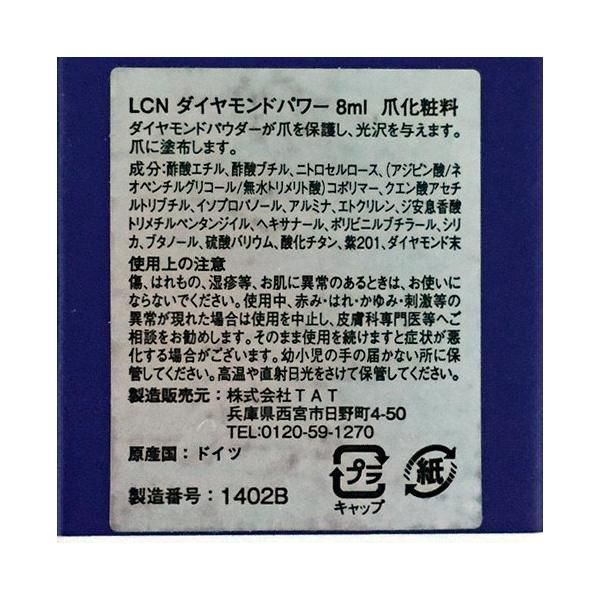 LCN ダイヤモンドパワー 8ml 爪化粧料
ダイヤモンドパウダーが爪を保護し、光沢を与えます。
爪に塗布します。
成分：酢酸エチル、酢酸ブチル、ニトロセルロース、（アジピン酸/ネ
オペンチルグリコール/無水トリメリト酸）コポリマー、クエン酸アセチ
ルトリブチル、イソプロパノール、アルミナ、エトクリレン、ジ安息香酸
トリメチルペンタンジイル、ヘキサナール、ポリビニルブチラール、シリ
カ、ブタノール、硫酸バリウム、酸化チタン、紫201、ダイヤモンド末
使用上の注意
傷、はれもの、湿疹等、お肌に異常のあるときは、お使いに
ならないでください。使用中、赤み・はれ・かゆみ・刺激等の
異常が現れた場合は使用を中止し、皮膚科専門医等へご
相談をお勧めします。そのまま使用を続けますと症状が悪
化する場合がございます。幼小児の手の届かない所に保
管してください。高温や直射日光をさけて保管してください。
製造販売元：株式会社TAT
兵庫県西宮市日野町4-50
TEL:0120-59-1270
原産国：ドイツ
製造番号：1402B
プラ
キャップ
紙